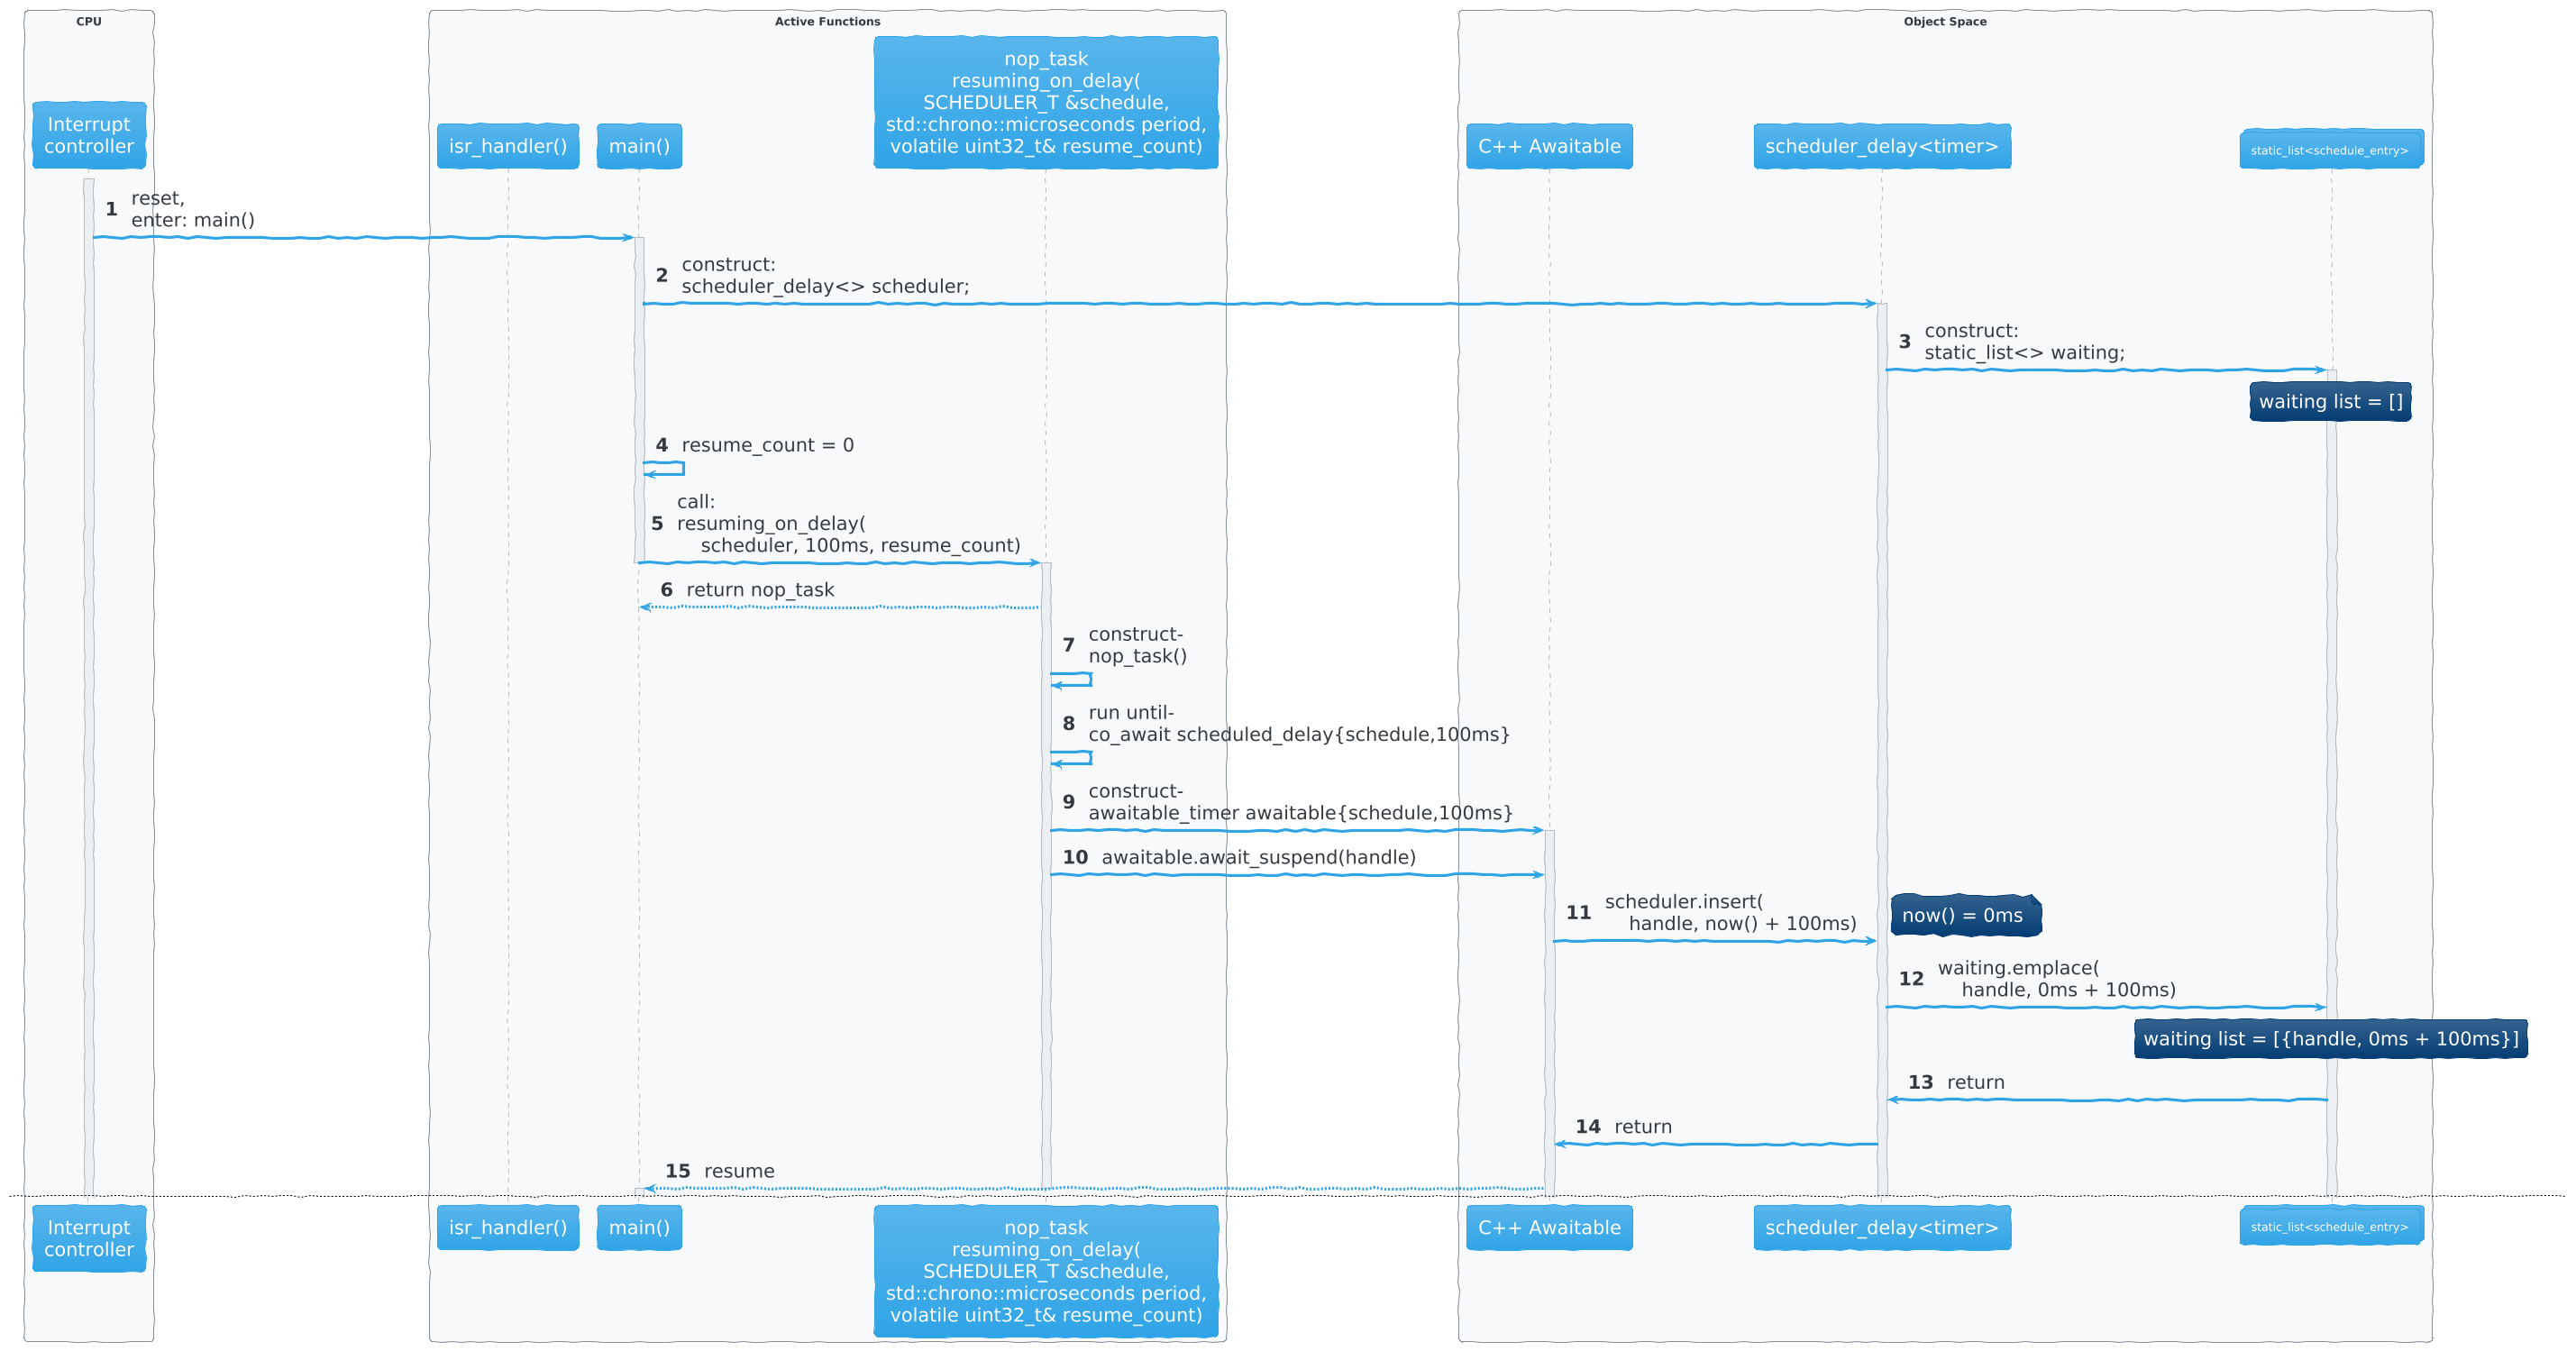 CPU
Active Functions
Object Space
Interrupt
controller
isr_handler()
main()
nop_task
resuming_on_delay(
SCHEDULER_T &schedule,
std::chrono::microseconds period,
volatile uint32_t& resume_count)
C++ Awaitable
scheduler_delay<timer>
static_list<schedule_entry>
1 reset,
enter: main()
2 construct:
scheduler_delay<> scheduler;
3 construct:
static_list<> waiting;
waiting list = []
4 resume_count = 0
5 call:
resuming_on_delay(
scheduler, 100ms, resume_count)
6 return nop_task
7 construct-
nop_task()
8 run until-
co_await scheduled_delay{schedule,100ms}
9 construct-
awaitable_timer awaitable{schedule,100ms}
10 awaitable.await_suspend(handle)
11 scheduler.insert(
handle, now() + 100ms)
now() = 0ms
12 waiting.emplace(
handle, 0ms + 100ms)
waiting list = [{handle, 0ms + 100ms}]
13 return
14 return
15 resume
Interrupt
controller
isr_handler()
main()
nop_task
resuming_on_delay(
SCHEDULER_T &schedule,
std::chrono::microseconds period,
volatile uint32_t& resume_count)
C++ Awaitable
scheduler_delay<timer>
static_list<schedule_entry>